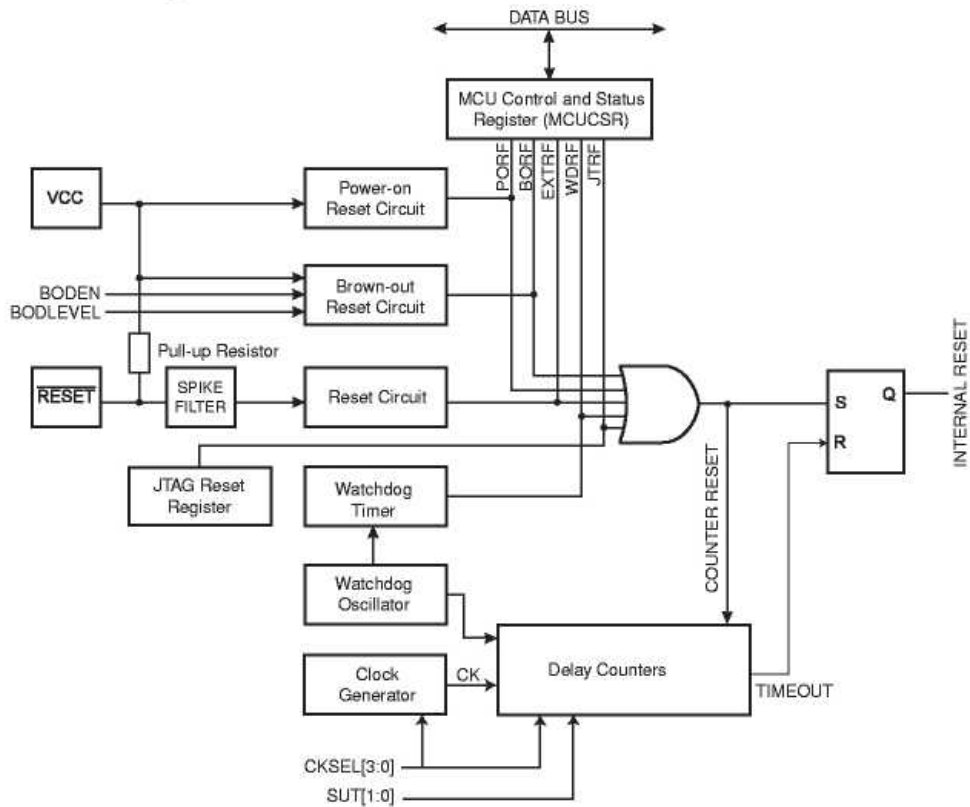 DATA BUS
MCU Control and Status
Register (MCUCSR)
PORF
BORF
EXTRF
WDRF
JTRF
VCC
Power-on
Reset Circuit
BODEN
BODLEVEL
Brown-out
Reset Circuit
Pull-up Resistor
RESET
SPIKE
FILTER
Reset Circuit
JTAG Reset
Register
Watchdog
Timer
Watchdog
Oscillator
Clock
Generator
CK
Delay Counters
COUNTER RESET
S
R
Q
INTERNAL RESET
TIMEOUT
CKSEL[3:0]
SUT[1:0]